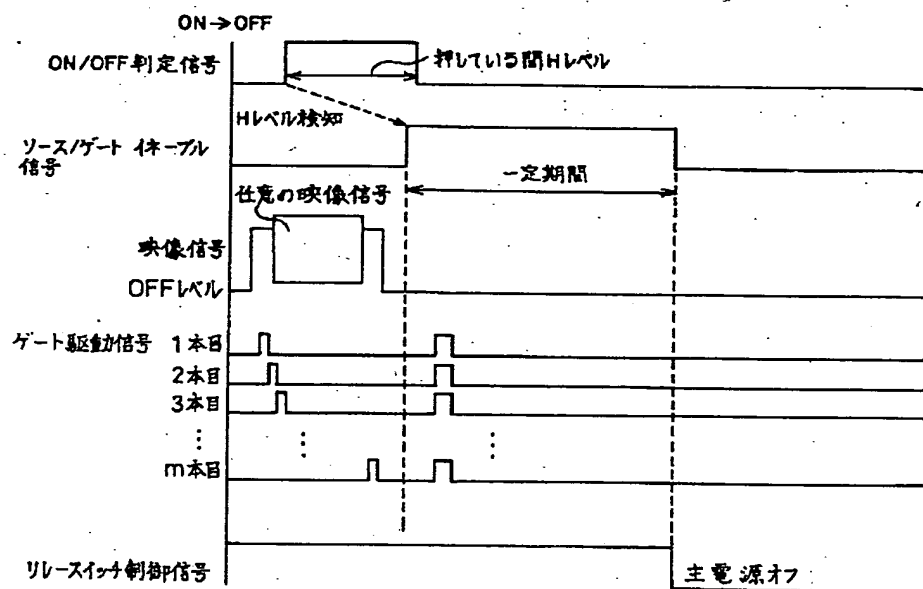 ON→OFF
ON/OFF判定信号
押している間Hレベル
Hレベル検知
ソース/ゲート イネーブル
信号
一定期間
任意の映像信号
映像信号
OFFレベル
ゲート駆動信号 1本目
2本目
3本目
m本目
リレースイッチ制御信号
主電源オフ